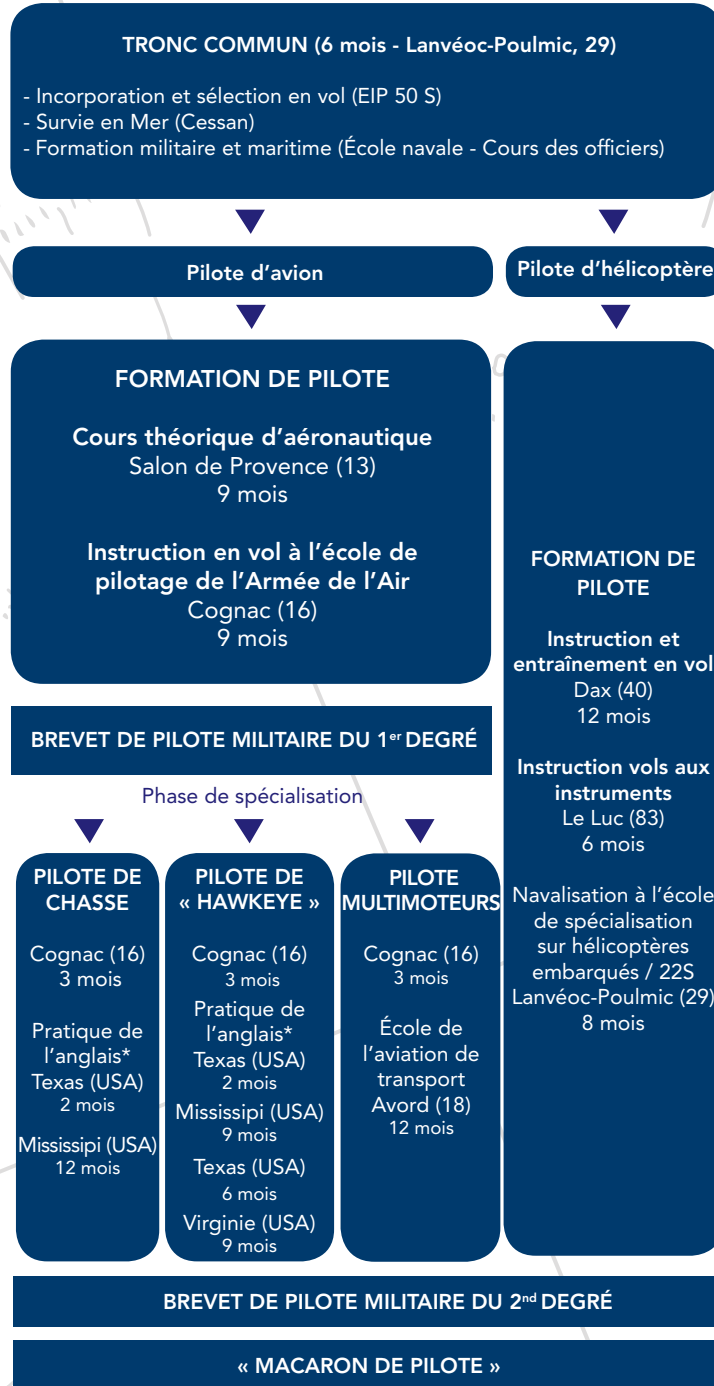 TRONC COMMUN (6 mois - Lanvéoc-Poulmic, 29)
- Incorporation et sélection en vol (EIP 50 S)
- Survie en Mer (Cessan)
- Formation militaire et maritime (École navale - Cours des officiers)
Pilote d'avion
Pilote d'hélicoptère
FORMATION DE PILOTE
Cours théorique d'aéronautique
Salon de Provence (13)
9 mois
Instruction en vol à l'école de
pilotage de l'Armée de l'Air
Cognac (16)
9 mois
BREVET DE PILOTE MILITAIRE DU 1er DEGRÉ
Phase de spécialisation
PILOTE DE
CHASSE
Cognac (16)
3 mois
Pratique de
l'anglais*
Texas (USA)
2 mois
Mississipi (USA)
12 mois
PILOTE DE
« HAWKEYE »
Cognac (16)
3 mois
Pratique de
l'anglais*
Texas (USA)
2 mois
Mississipi (USA)
9 mois
Texas (USA)
6 mois
Virginie (USA)
9 mois
PILOTE
MULTIMOTEURS
Cognac (16)
3 mois
École de
l'aviation de
transport
Avord (18)
12 mois
FORMATION DE
PILOTE
Instruction et
entraînement en vol
Dax (40)
12 mois
Instruction vols aux
instruments
Le Luc (83)
6 mois
Navalisation à l'école
de spécialisation
sur hélicoptères
embarqués / 22S
Lanvéoc-Poulmic (29)
8 mois
BREVET DE PILOTE MILITAIRE DU 2nd DEGRÉ
« MACARON DE PILOTE »